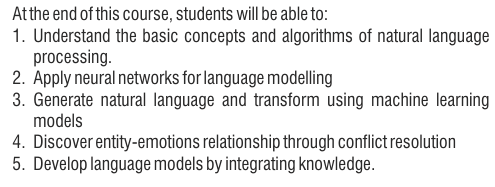 At the end of this course, students will be able to:
1. Understand the basic concepts and algorithms of natural language
processing.
2. Apply neural networks for language modelling
3. Generate natural language and transform using machine learning
models
4. Discover entity-emotions relationship through conflict resolution
5. Develop language models by integrating knowledge.